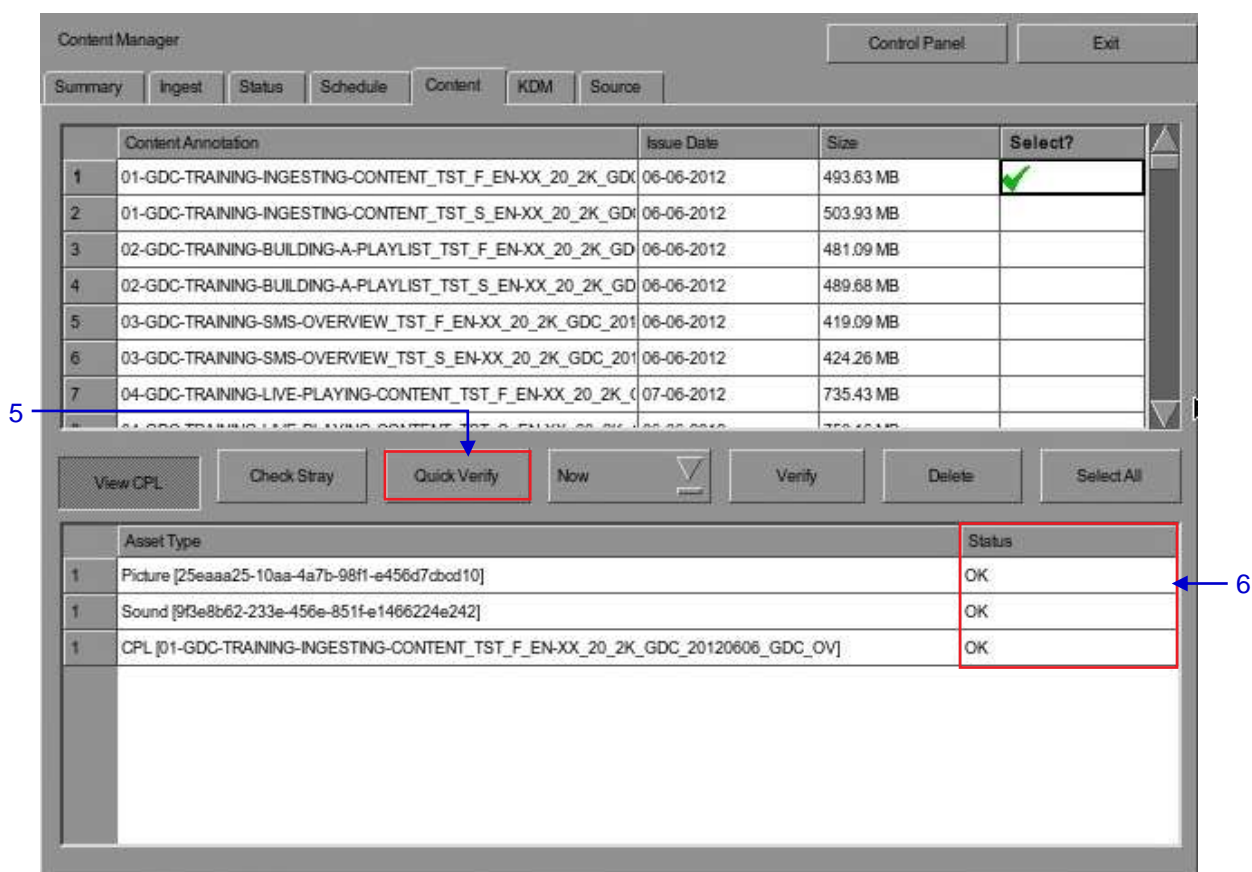 Content Manager
Control Panel
Exit
Summary
Ingest
Status
Schedule
Content
KDM
Source
Content Annotation Issue Date Size Select?
1 01-GDC-TRAINING-INGESTING-CONTENT_TST_F_EN-XX_20_2K_GDC 06-06-2012 493.63 MB
2 01-GDC-TRAINING-INGESTING-CONTENT_TST_S_EN-XX_20_2K_GD 06-06-2012 503.93 MB
3 02-GDC-TRAINING-BUILDING-A-PLAYLIST_TST_F_EN-XX_20_2K_GD 06-06-2012 481.09 MB
4 02-GDC-TRAINING-BUILDING-A-PLAYLIST_TST_S_EN-XX_20_2K_GD 06-06-2012 489.68 MB
5 03-GDC-TRAINING-SMS-OVERVIEW_TST_F_EN-XX_20_2K_GDC_201 06-06-2012 419.09 MB
6 03-GDC-TRAINING-SMS-OVERVIEW_TST_S_EN-XX_20_2K_GDC_201 06-06-2012 424.26 MB
7 04-GDC-TRAINING-LIVE-PLAYING-CONTENT_TST_F_EN-XX_20_2K_ 07-06-2012 735.43 MB
5
View CPL
Check Stray
Quick Verify
Now
Verify
Delete
Select All
Asset Type Status
1 Picture [25eaaa25-10aa-4a7b-98f1-e456d7cbcd10] OK
6
1 Sound [9f3e8b62-233e-456e-851f-e1466224e242] OK
1 CPL [01-GDC-TRAINING-INGESTING-CONTENT_TST_F_EN-XX_20_2K_GDC_20120606_GDC_OV] OK